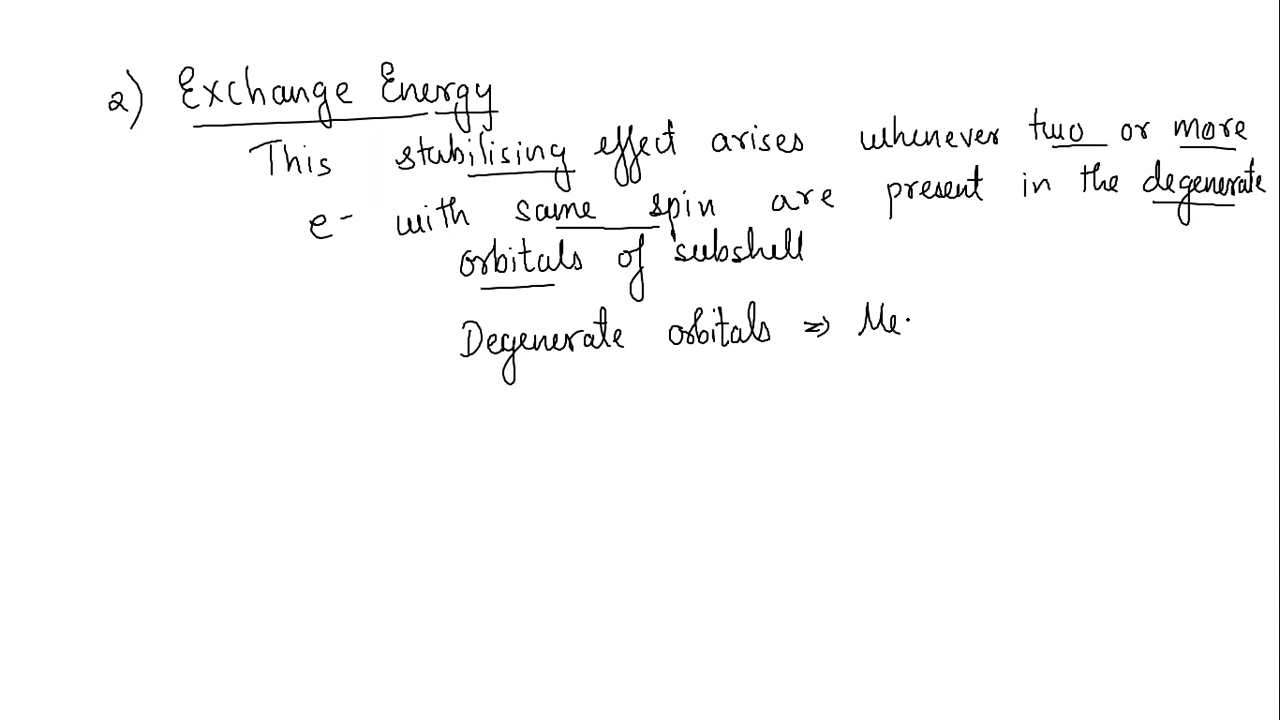 2) Exchange Energy
This stabilising effect arises whenever two or more
e- with same spin are present in the degenerate
orbitals of subshell
Degenerate orbitals => Me.